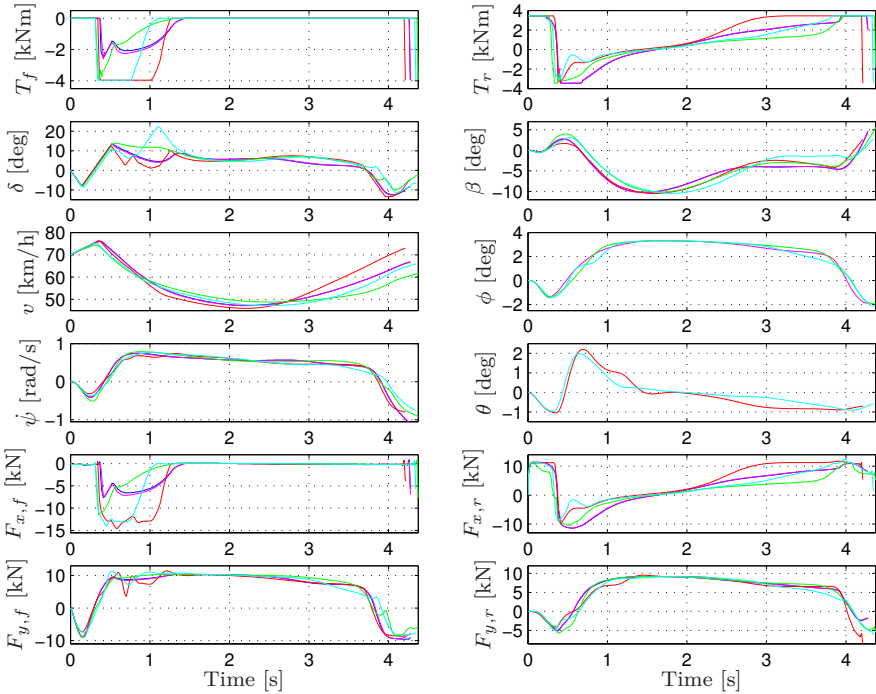 T_f [kNm]
0
−2
−4
0 1 2 3 4
T_r [kNm]
4
2
0
−2
−4
0 1 2 3 4
δ [deg]
20
10
0
−10
0 1 2 3 4
β [deg]
5
0
−5
−10
0 1 2 3 4
v [km/h]
80
70
60
50
0 1 2 3 4
ϕ [deg]
4
2
0
−2
0 1 2 3 4
ψ̇ [rad/s]
1
0
−1
0 1 2 3 4
θ [deg]
2
1
0
−1
0 1 2 3 4
F_{x,f} [kN]
0
−5
−10
−15
0 1 2 3 4
F_{x,r} [kN]
10
0
−10
0 1 2 3 4
F_{y,f} [kN]
10
0
−10
0 1 2 3 4
Time [s]
F_{y,r} [kN]
10
5
0
−5
0 1 2 3 4
Time [s]